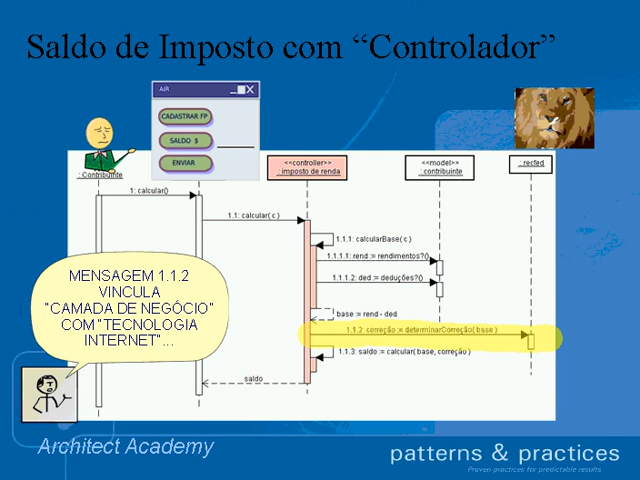 Saldo de Imposto com “Controlador”
AIR
CADASTRAR FP
SALDO $
ENVIAR
: Contribuinte
<<controller>>
: imposto de renda
<<model>>
: contribuinte
: recfed
1: calcular()
1.1: calcular( c )
1.1.1: calcularBase( c )
1.1.1.1: rend := rendimentos?()
1.1.1.2: ded := deduções?()
base := rend - ded
1.1.2: correção := determinarCorreção( base )
1.1.3: saldo := calcular( base, correção )
saldo
MENSAGEM 1.1.2
VINCULA
“CAMADA DE NEGÓCIO”
COM “TECNOLOGIA
INTERNET”...
Architect Academy
patterns & practices
Proven practices for predictable results